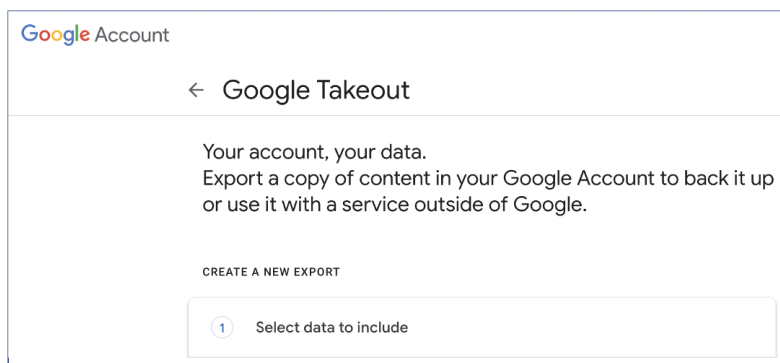 Google Account
← Google Takeout
Your account, your data.
Export a copy of content in your Google Account to back it up
or use it with a service outside of Google.
CREATE A NEW EXPORT
1 Select data to include